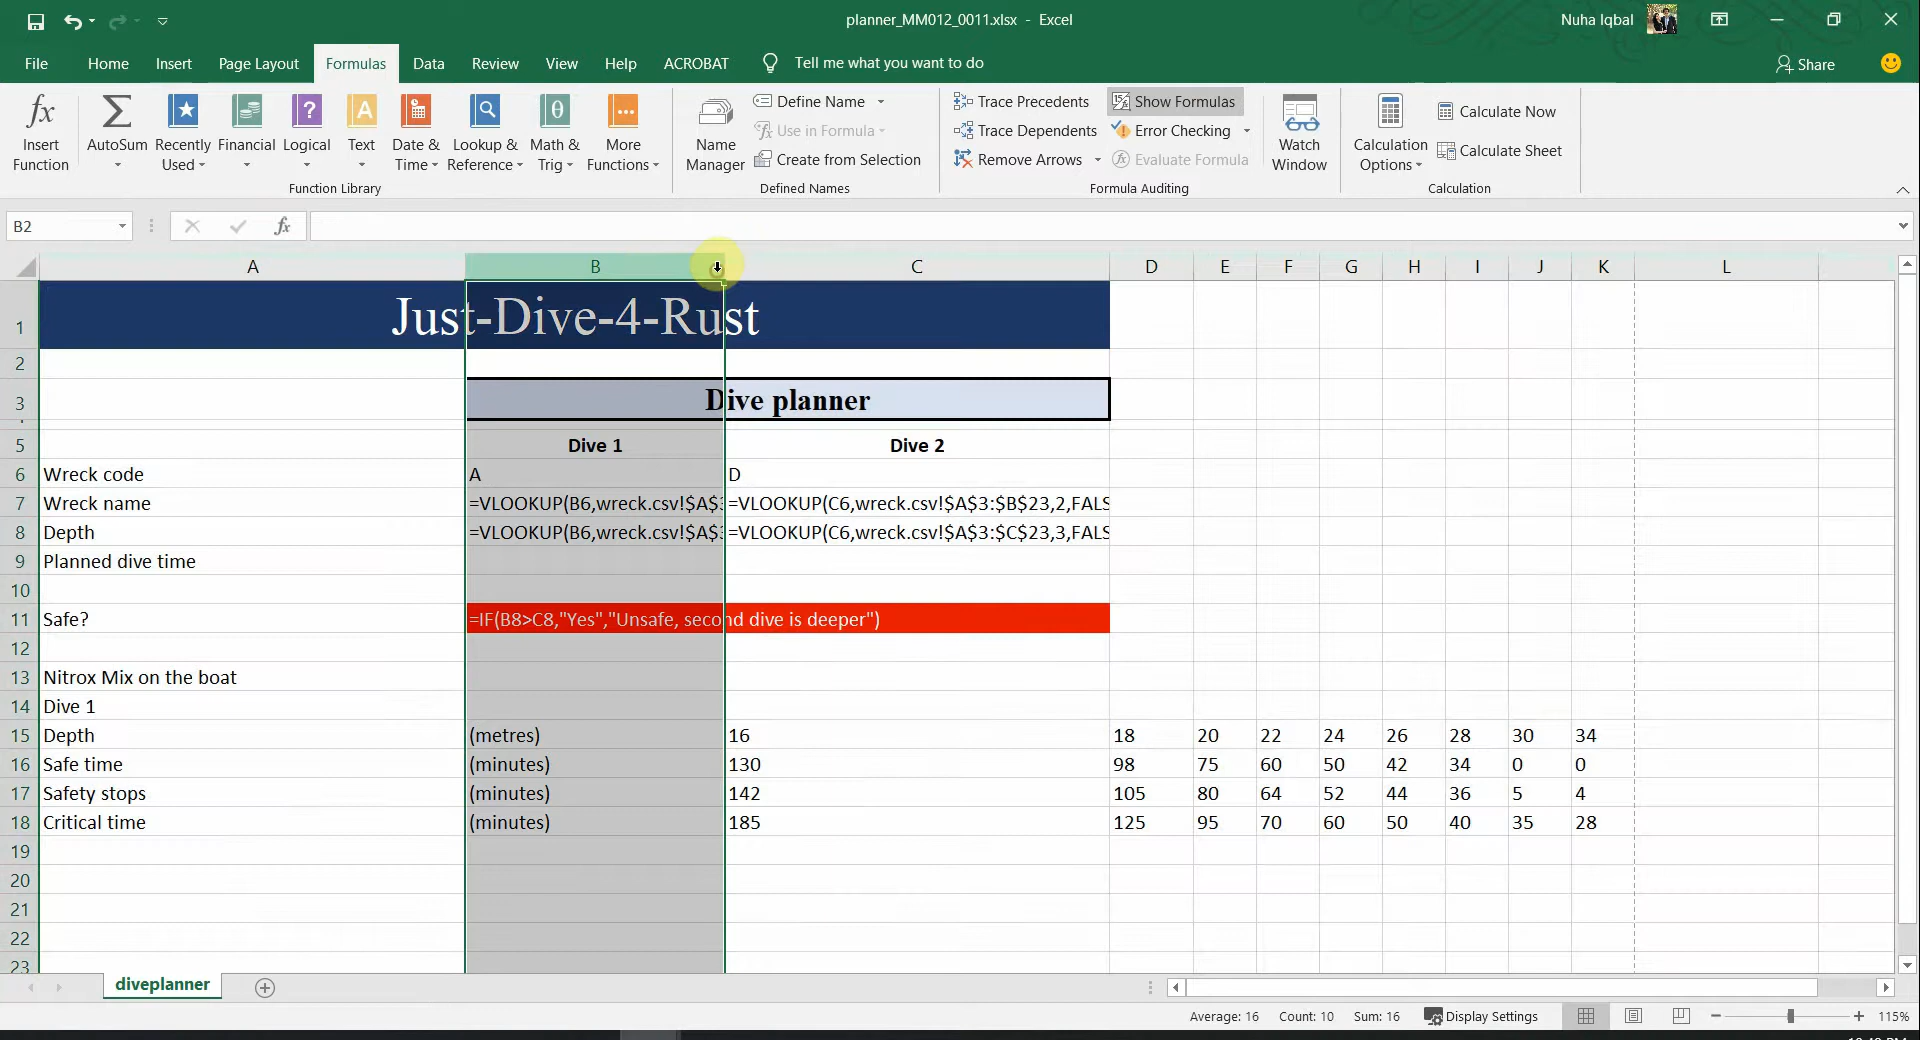 planner_MM012_0011.xlsx - Excel
Nuha Iqbal
File Home Insert Page Layout Formulas Data Review View Help ACROBAT Tell me what you want to do Share
Insert Function
AutoSum
Recently Used
Financial
Logical
Text
Date & Time
Lookup & Reference
Math & Trig
More Functions
Function Library
Name Manager
Define Name
Use in Formula
Create from Selection
Defined Names
Trace Precedents
Trace Dependents
Remove Arrows
Show Formulas
Error Checking
Evaluate Formula
Formula Auditing
Watch Window
Calculation Options
Calculate Now
Calculate Sheet
Calculation
B2 fx
A B C D E F G H I J K L
1 Just-Dive-4-Rust
2
3 Dive planner
5 Dive 1 Dive 2
6 Wreck code A D
7 Wreck name =VLOOKUP(B6,wreck.csv!$A$3 =VLOOKUP(C6,wreck.csv!$A$3:$B$23,2,FALS
8 Depth =VLOOKUP(B6,wreck.csv!$A$3 =VLOOKUP(C6,wreck.csv!$A$3:$C$23,3,FALS
9 Planned dive time
10
11 Safe? =IF(B8>C8,"Yes","Unsafe, second dive is deeper")
12
13 Nitrox Mix on the boat
14 Dive 1
15 Depth (metres) 16 18 20 22 24 26 28 30 34
16 Safe time (minutes) 130 98 75 60 50 42 34 0 0
17 Safety stops (minutes) 142 105 80 64 52 44 36 5 4
18 Critical time (minutes) 185 125 95 70 60 50 40 35 28
19
20
21
22
23
diveplanner
Average: 16 Count: 10 Sum: 16 Display Settings 115%